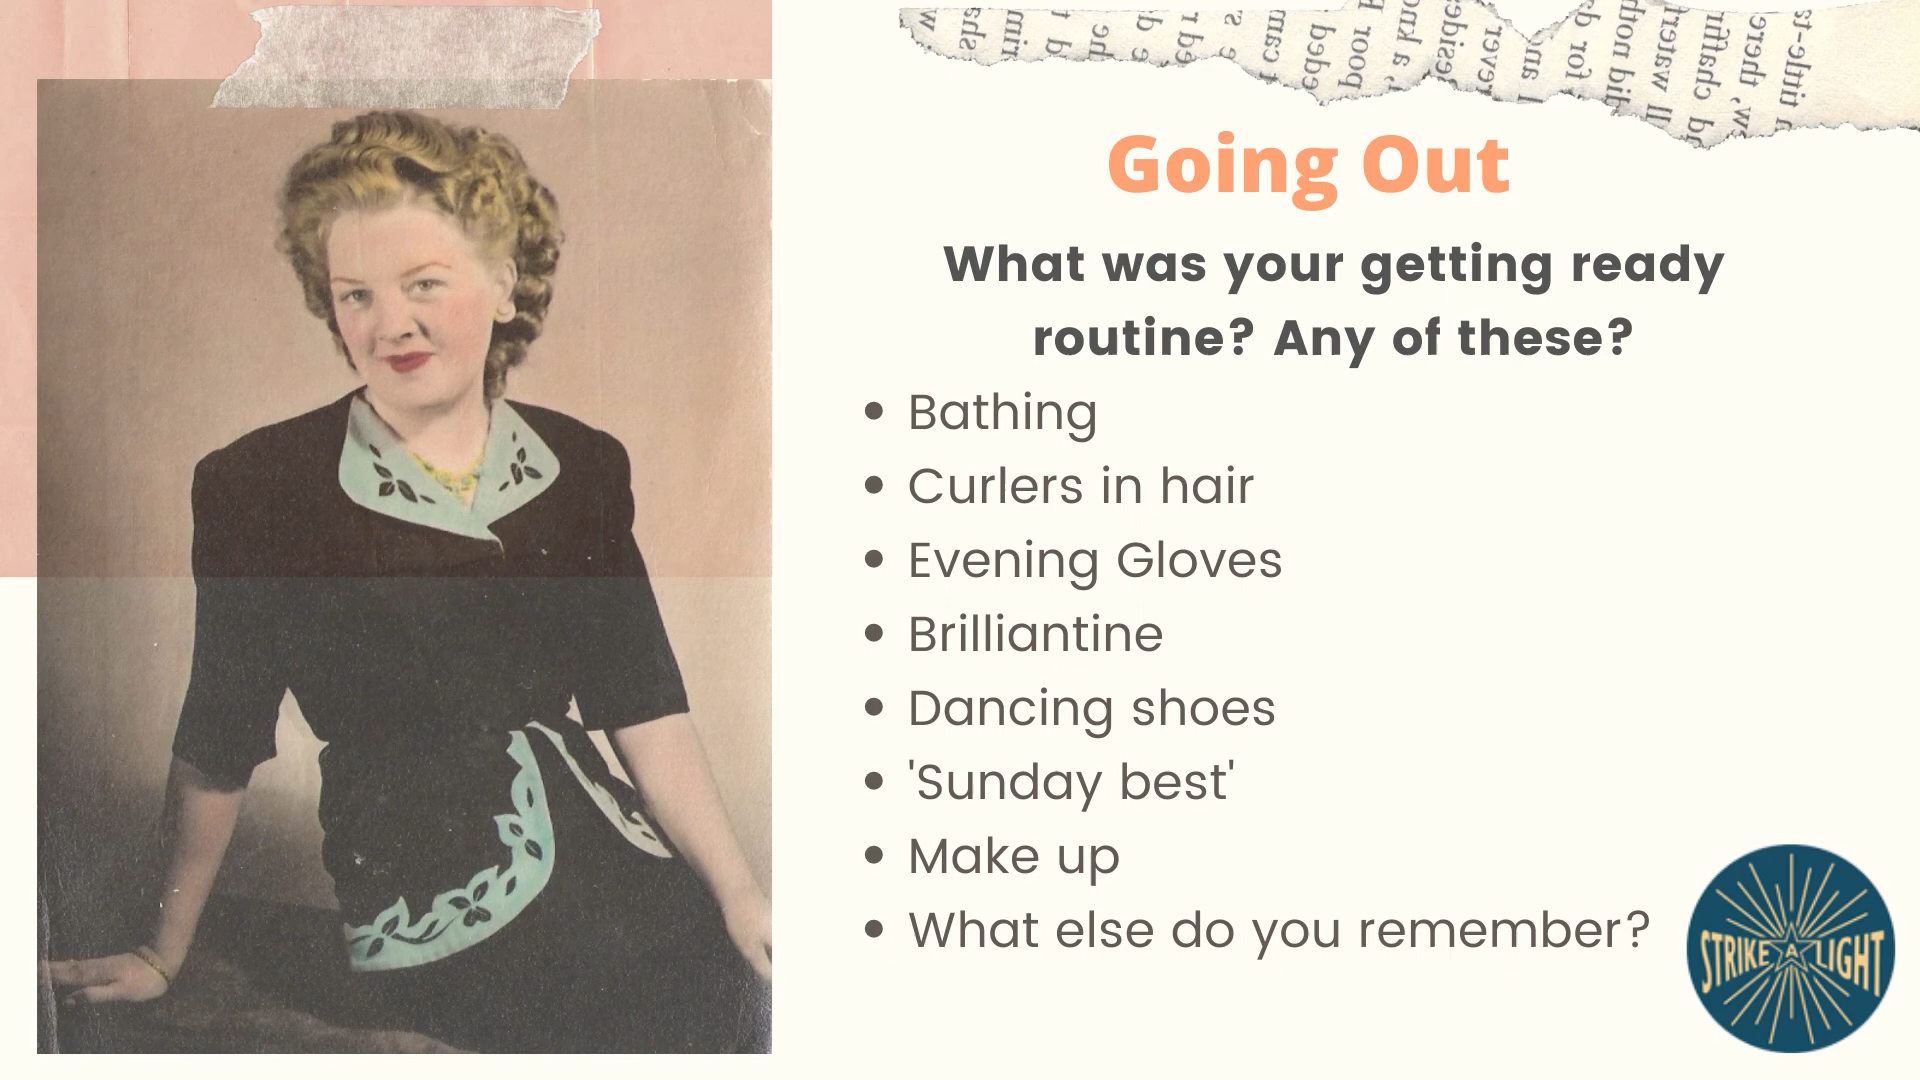 Going Out
What was your getting ready
routine? Any of these?
• Bathing
• Curlers in hair
• Evening Gloves
• Brilliantine
• Dancing shoes
• 'Sunday best'
• Make up
• What else do you remember?
STRIKE A LIGHT